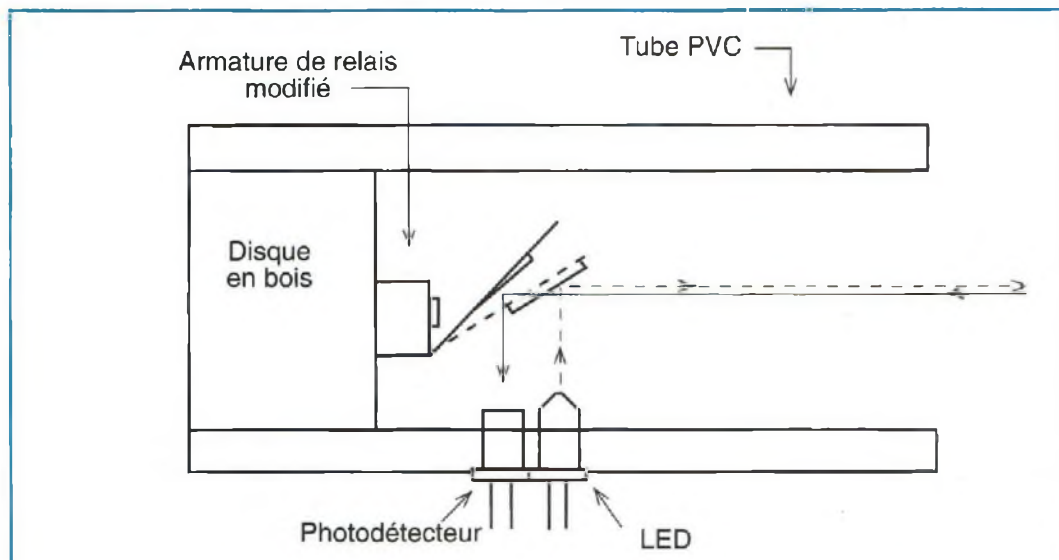 Tube PVC
Armature de relais
modifié
Disque
en bois
Photodétecteur
LED